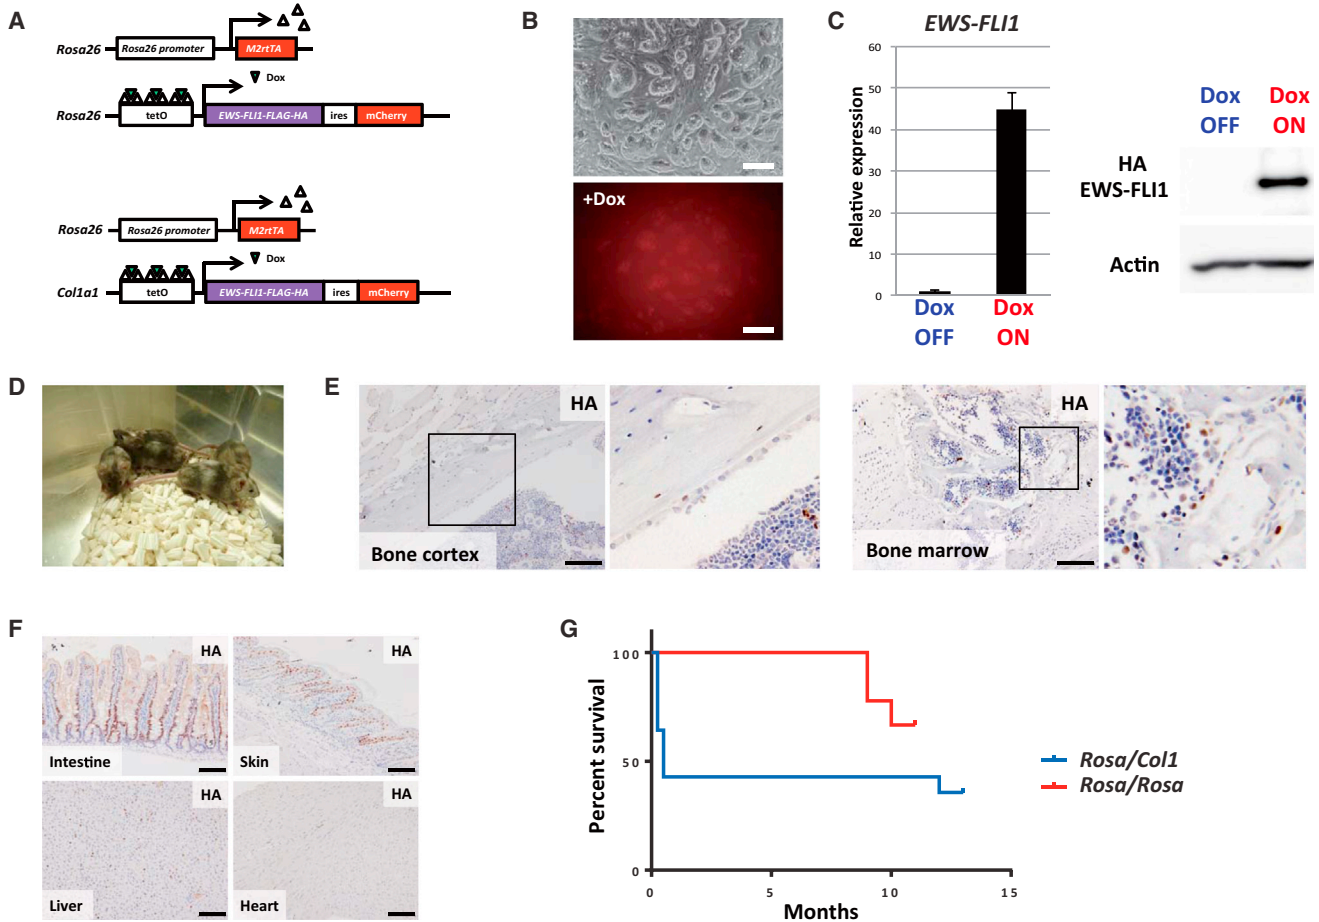 A
Rosa26
Rosa26 promoter
M2rtTA
Dox
Rosa26
tetO
EWS-FLI1-FLAG-HA
ires
mCherry
Rosa26
Rosa26 promoter
M2rtTA
Dox
Col1a1
tetO
EWS-FLI1-FLAG-HA
ires
mCherry
B
+Dox
C
EWS-FLI1
Relative expression
60
50
40
30
20
10
0
Dox OFF
Dox ON
Dox OFF
Dox ON
HA
EWS-FLI1
Actin
D
E
HA
Bone cortex
HA
Bone marrow
F
HA
Intestine
HA
Skin
HA
Liver
HA
Heart
G
Percent survival
100
50
0
0
5
10
15
Months
Rosa/Col1
Rosa/Rosa